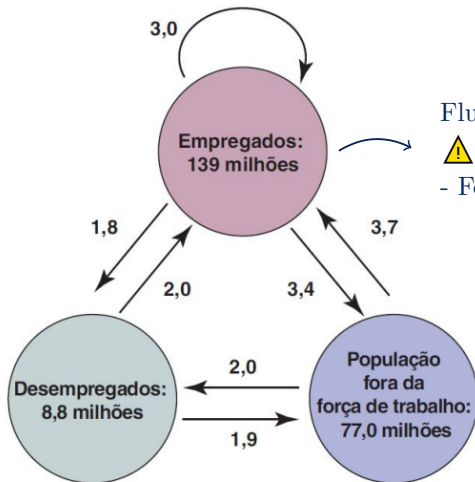 3,0
Empregados:
139 milhões
- 
1,8
2,0
3,4
3,7
Desempregados:
8,8 milhões
2,0
1,9
População
fora da
força de trabalho:
77,0 milhões